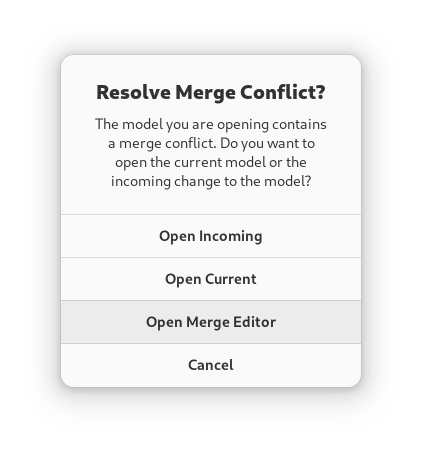 Resolve Merge Conflict?
The model you are opening contains
a merge conflict. Do you want to
open the current model or the
incoming change to the model?
Open Incoming
Open Current
Open Merge Editor
Cancel